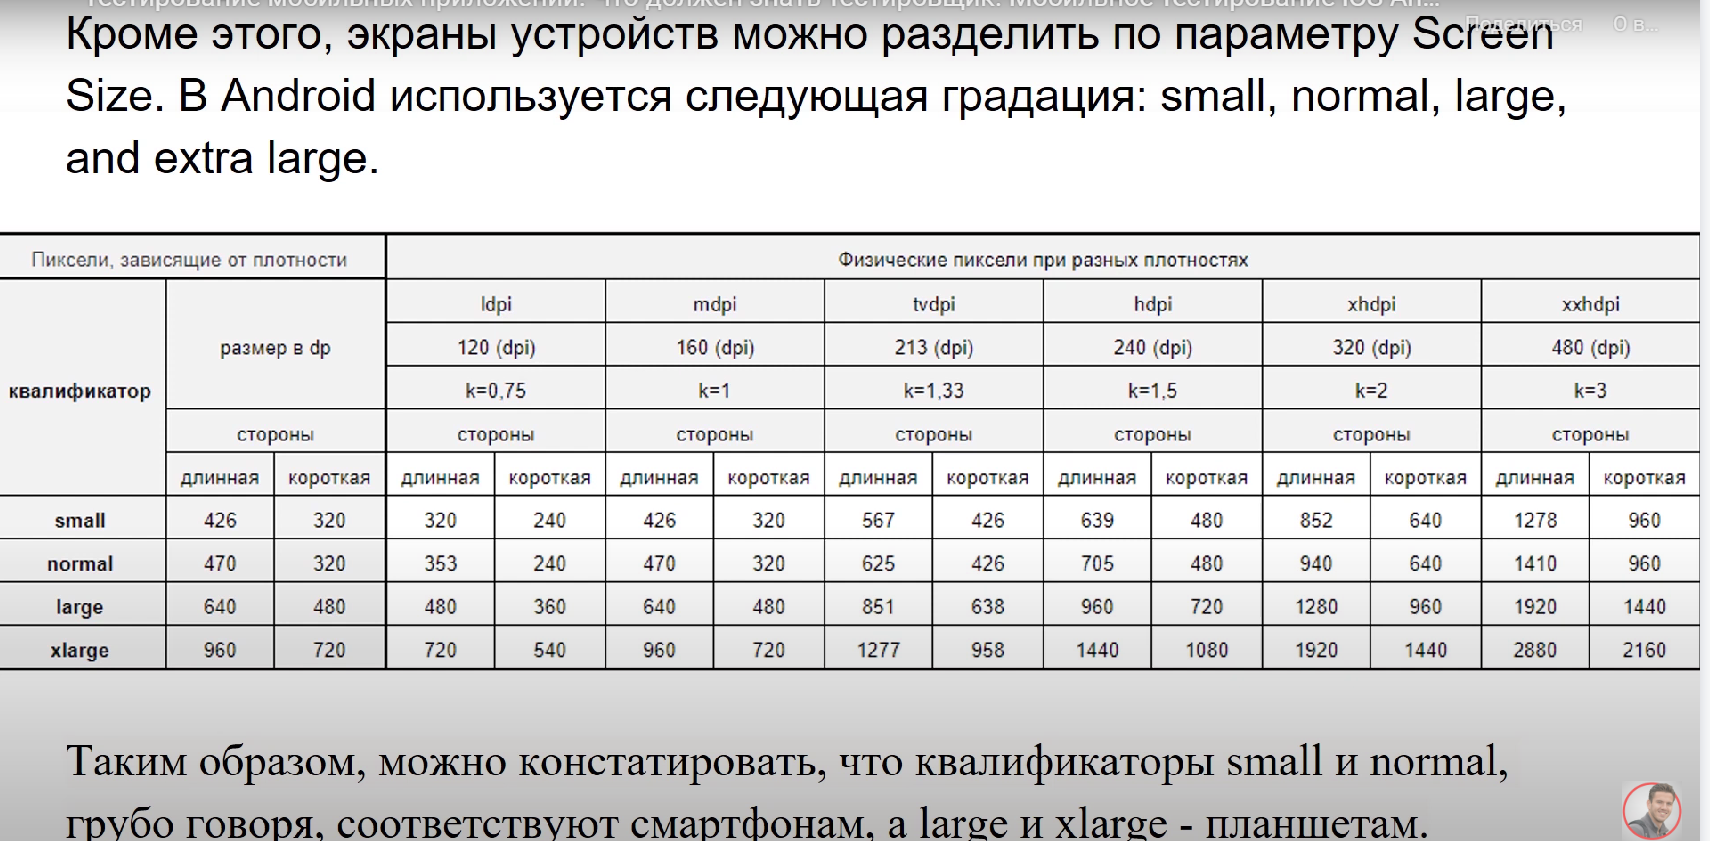 Тестирование мобильных приложений. Что должен знать тестировщик. Мобильное тестирование iOS An...
Поделиться
О в...
Кроме этого, экраны устройств можно разделить по параметру Screen
Size. В Android используется следующая градация: small, normal, large,
and extra large.
Пиксели, зависящие от плотности Физические пиксели при разных плотностях
ldpi mdpi tvdpi hdpi xhdpi xxhdpi
размер в dp 120 (dpi) 160 (dpi) 213 (dpi) 240 (dpi) 320 (dpi) 480 (dpi)
квалификатор k=0,75 k=1 k=1,33 k=1,5 k=2 k=3
стороны стороны стороны стороны стороны стороны стороны
длинная короткая длинная короткая длинная короткая длинная короткая длинная короткая длинная короткая длинная короткая
small 426 320 320 240 426 320 567 426 639 480 852 640 1278 960
normal 470 320 353 240 470 320 625 426 705 480 940 640 1410 960
large 640 480 480 360 640 480 851 638 960 720 1280 960 1920 1440
xlarge 960 720 720 540 960 720 1277 958 1440 1080 1920 1440 2880 2160
Таким образом, можно констатировать, что квалификаторы small и normal,
грубо говоря, соответствуют смартфонам, а large и xlarge - планшетам.